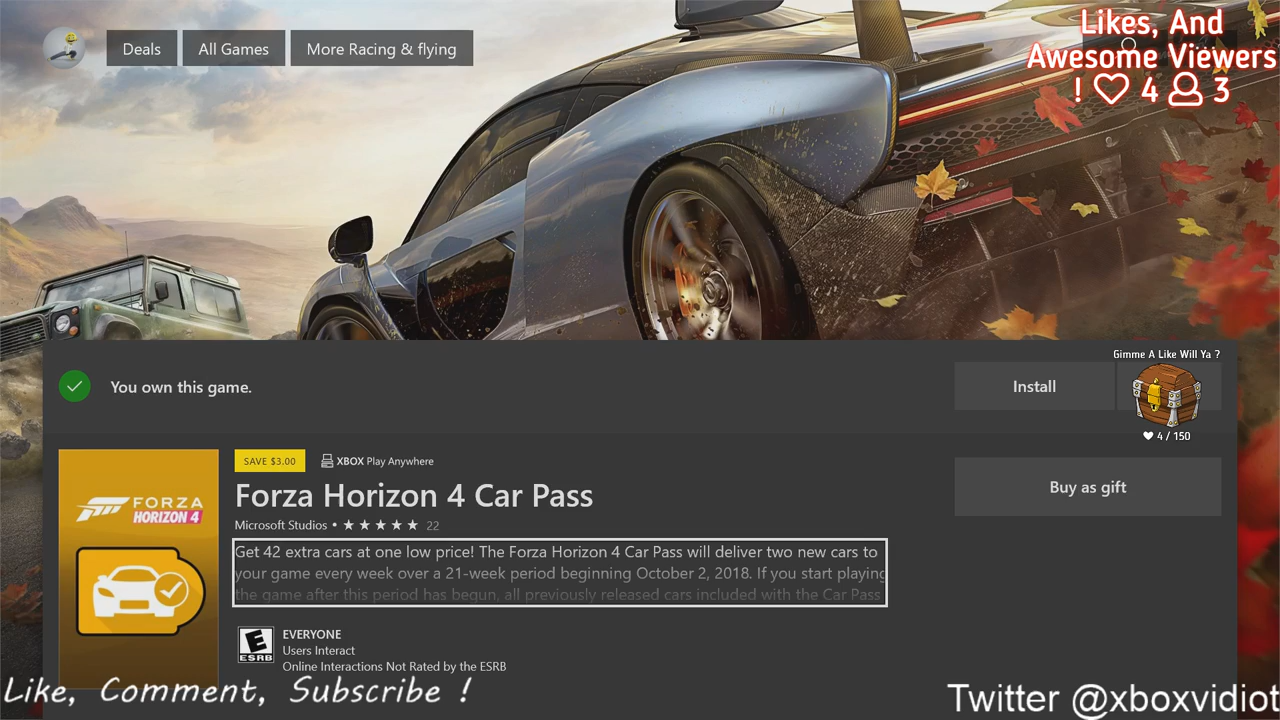 Deals
All Games
More Racing & flying
Likes, And
Awesome Viewers
! 4 3
You own this game.
Install
Gimme A Like Will Ya ?
4 / 150
SAVE $3.00
XBOX Play Anywhere
Forza Horizon 4 Car Pass
Buy as gift
Microsoft Studios • ★ ★ ★ ★ ★ 22
Get 42 extra cars at one low price! The Forza Horizon 4 Car Pass will deliver two new cars to
your game every week over a 21-week period beginning October 2, 2018. If you start playing
the game after this period has begun, all previously released cars included with the Car Pass
FORZA
HORIZON 4
E
ESRB
EVERYONE
Users Interact
Online Interactions Not Rated by the ESRB
Like, Comment, Subscribe !
Twitter @xboxvidiot